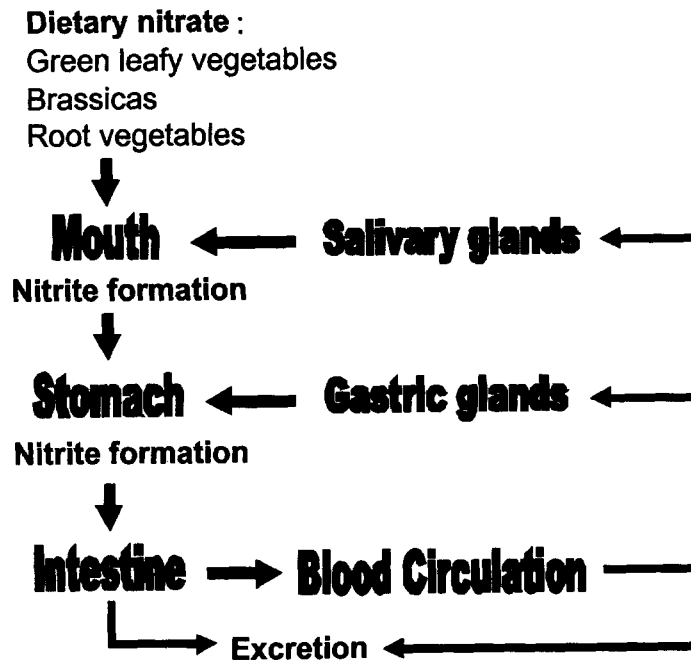 Dietary nitrate :
Green leafy vegetables
Brassicas
Root vegetables
Mouth
Salivary glands
Nitrite formation
Stomach
Gastric glands
Nitrite formation
Intestine
Blood Circulation
Excretion